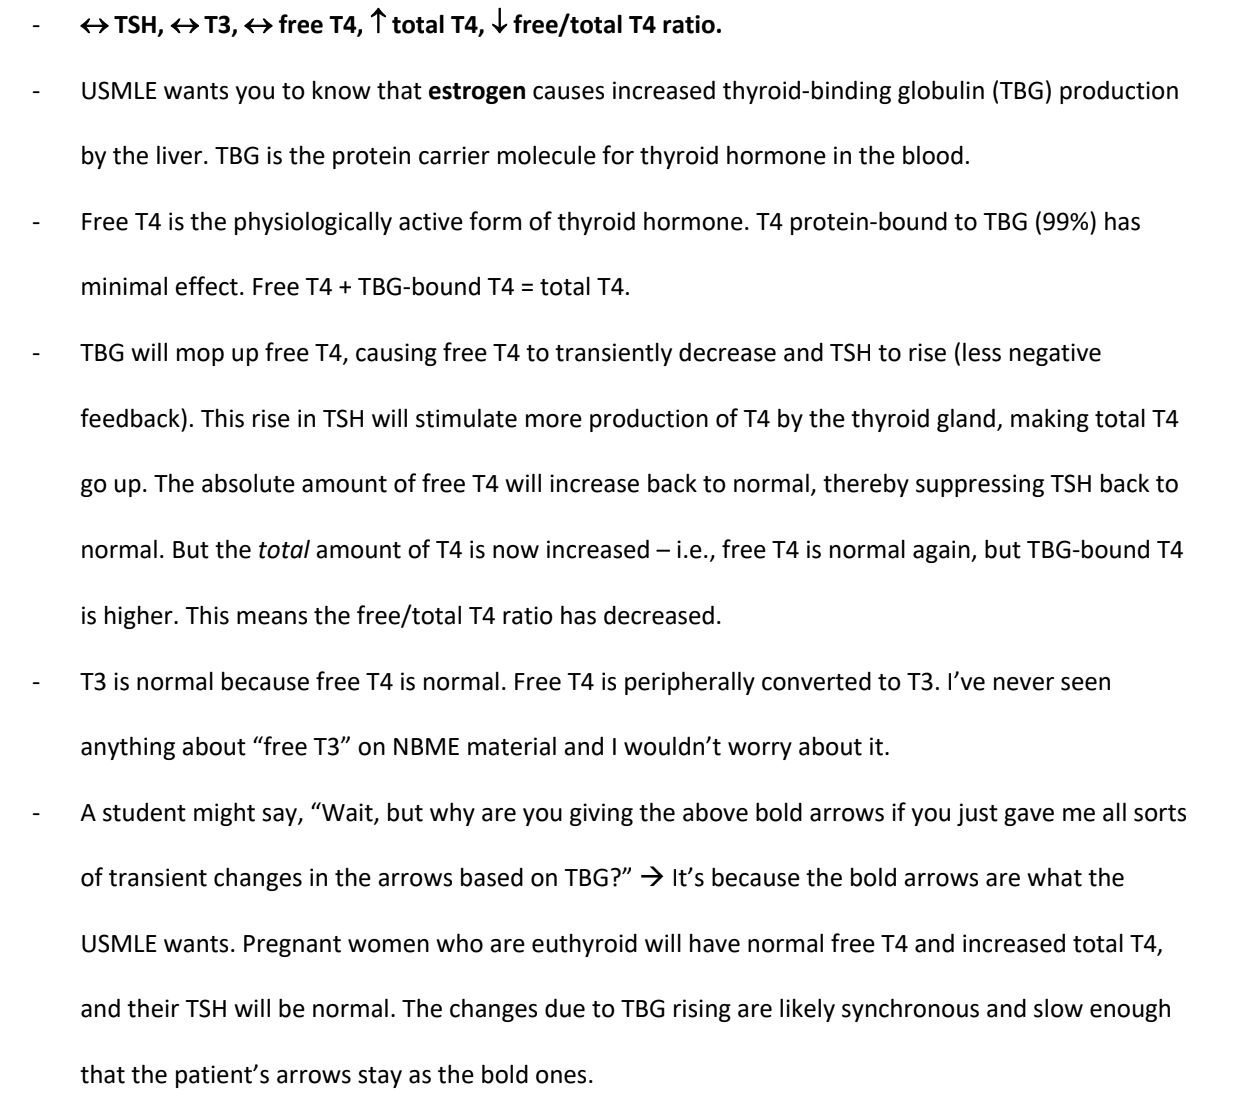 - ↔ TSH, ↔ T3, ↔ free T4, ↑ total T4, ↓ free/total T4 ratio.
- USMLE wants you to know that estrogen causes increased thyroid-binding globulin (TBG) production
by the liver. TBG is the protein carrier molecule for thyroid hormone in the blood.
- Free T4 is the physiologically active form of thyroid hormone. T4 protein-bound to TBG (99%) has
minimal effect. Free T4 + TBG-bound T4 = total T4.
- TBG will mop up free T4, causing free T4 to transiently decrease and TSH to rise (less negative
feedback). This rise in TSH will stimulate more production of T4 by the thyroid gland, making total T4
go up. The absolute amount of free T4 will increase back to normal, thereby suppressing TSH back to
normal. But the total amount of T4 is now increased – i.e., free T4 is normal again, but TBG-bound T4
is higher. This means the free/total T4 ratio has decreased.
- T3 is normal because free T4 is normal. Free T4 is peripherally converted to T3. I’ve never seen
anything about “free T3” on NBME material and I wouldn’t worry about it.
- A student might say, “Wait, but why are you giving the above bold arrows if you just gave me all sorts
of transient changes in the arrows based on TBG?” → It’s because the bold arrows are what the
USMLE wants. Pregnant women who are euthyroid will have normal free T4 and increased total T4,
and their TSH will be normal. The changes due to TBG rising are likely synchronous and slow enough
that the patient’s arrows stay as the bold ones.